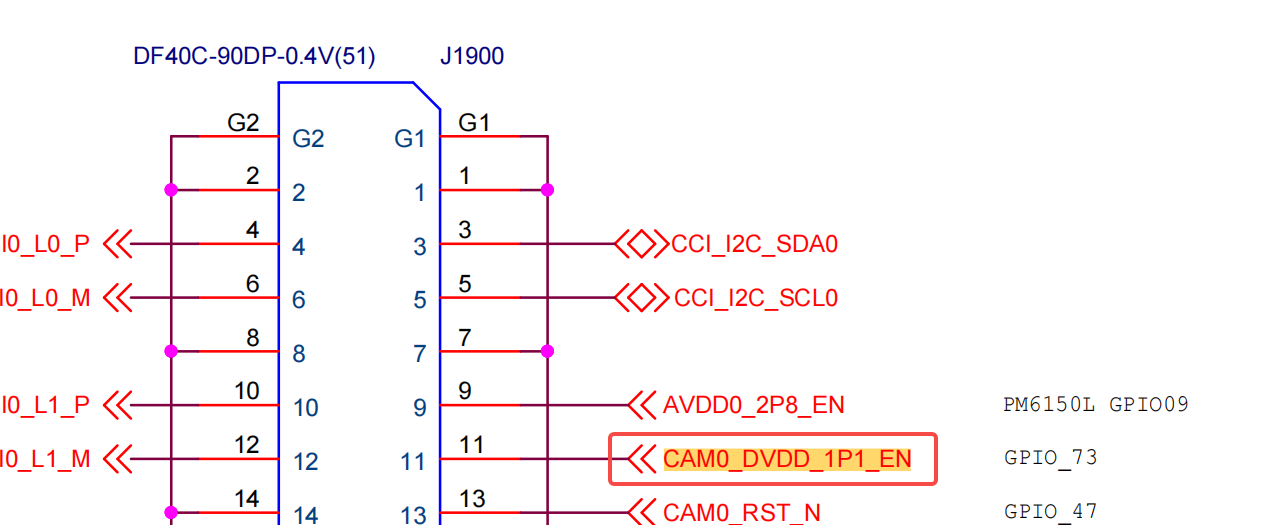 DF40C-90DP-0.4V(51) J1900
G2 G2 G1 G1
2 2 1 1
I0_L0_P 4 4 3 3 CCI_I2C_SDA0
I0_L0_M 6 6 5 5 CCI_I2C_SCL0
8 8 7 7
I0_L1_P 10 10 9 9 AVDD0_2P8_EN PM6150L GPIO09
I0_L1_M 12 12 11 11 CAM0_DVDD_1P1_EN GPIO_73
14 14 13 13 CAM0_RST_N GPIO_47